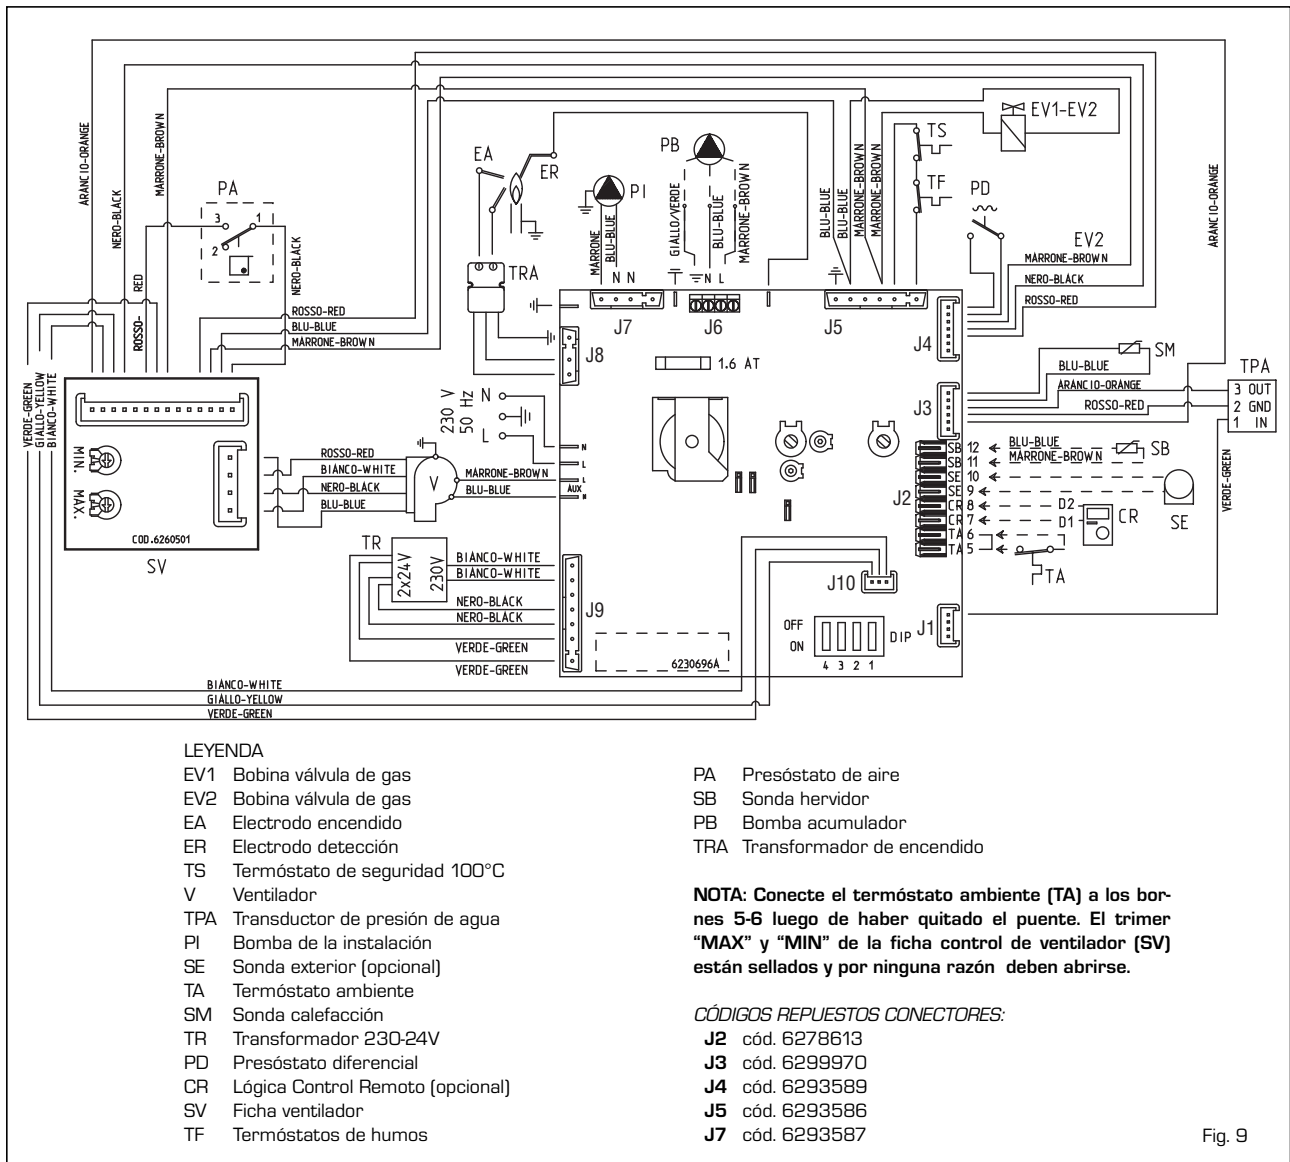 ARANCIO-ORANGE
NERO-BLACK
MARRONE-BROWN
PA
3
1
2
ROSSO-
RED
NERO-BLACK
ROSSO-RED
BLU-BLUE
MARRONE-BROWN
VERDE-GREEN
GIALLO-YELLOW
BIANCO-WHITE
MIN.
MAX.
COD.6260501
SV
ROSSO-RED
BIANCO-WHITE
NERO-BLACK
BLU-BLUE
V
MARRONE-BROWN
BLU-BLUE
EA
ER
TRA
PI
MARRONE
BLU-BLUE
N N
J7
PB
GIALLO/VERDE
BLU-BLUE
MARRONE-BROWN
N L
J6
BLU-BLUE
BLU-BLUE
MARRONE-BROWN
MARRONE-BROWN
J5
TS
TF
EV1-EV2
PD
EV2
MARRONE-BROWN
NERO-BLACK
ROSSO-RED
ARANCIO-ORANGE
J4
J8
1.6 AT
230 V
50 Hz
N
L
N
L
L
AUX
N
J3
SM
BLU-BLUE
ARANCIO-ORANGE
ROSSO-RED
TPA
3 OUT
2 GND
1 IN
VERDE-GREEN
J2
SB 12
SB 11
SE 10
SE 9
CR 8
CR 7
TA 6
TA 5
BLU-BLUE
MARRONE-BROWN
SB
SE
D2
D1
CR
TA
TR
2x24V
230V
BIANCO-WHITE
BIANCO-WHITE
NERO-BLACK
NERO-BLACK
VERDE-GREEN
VERDE-GREEN
J9
J10
J1
OFF
ON
DIP
4 3 2 1
6230696A
BIANCO-WHITE
GIALLO-YELLOW
VERDE-GREEN
LEYENDA
EV1 Bobina válvula de gas
EV2 Bobina válvula de gas
EA Electrodo encendido
ER Electrodo detección
TS Termóstato de seguridad 100°C
V Ventilador
TPA Transductor de presión de agua
PI Bomba de la instalación
SE Sonda exterior (opcional)
TA Termóstato ambiente
SM Sonda calefacción
TR Transformador 230-24V
PD Presóstato diferencial
CR Lógica Control Remoto (opcional)
SV Ficha ventilador
TF Termóstatos de humos
PA Presóstato de aire
SB Sonda hervidor
PB Bomba acumulador
TRA Transformador de encendido
NOTA: Conecte el termóstato ambiente (TA) a los bor-
nes 5-6 luego de haber quitado el puente. El trimer
“MAX” y “MIN” de la ficha control de ventilador (SV)
están sellados y por ninguna razón deben abrirse.
CÓDIGOS REPUESTOS CONECTORES:
J2 cód. 6278613
J3 cód. 6299970
J4 cód. 6293589
J5 cód. 6293586
J7 cód. 6293587
Fig. 9